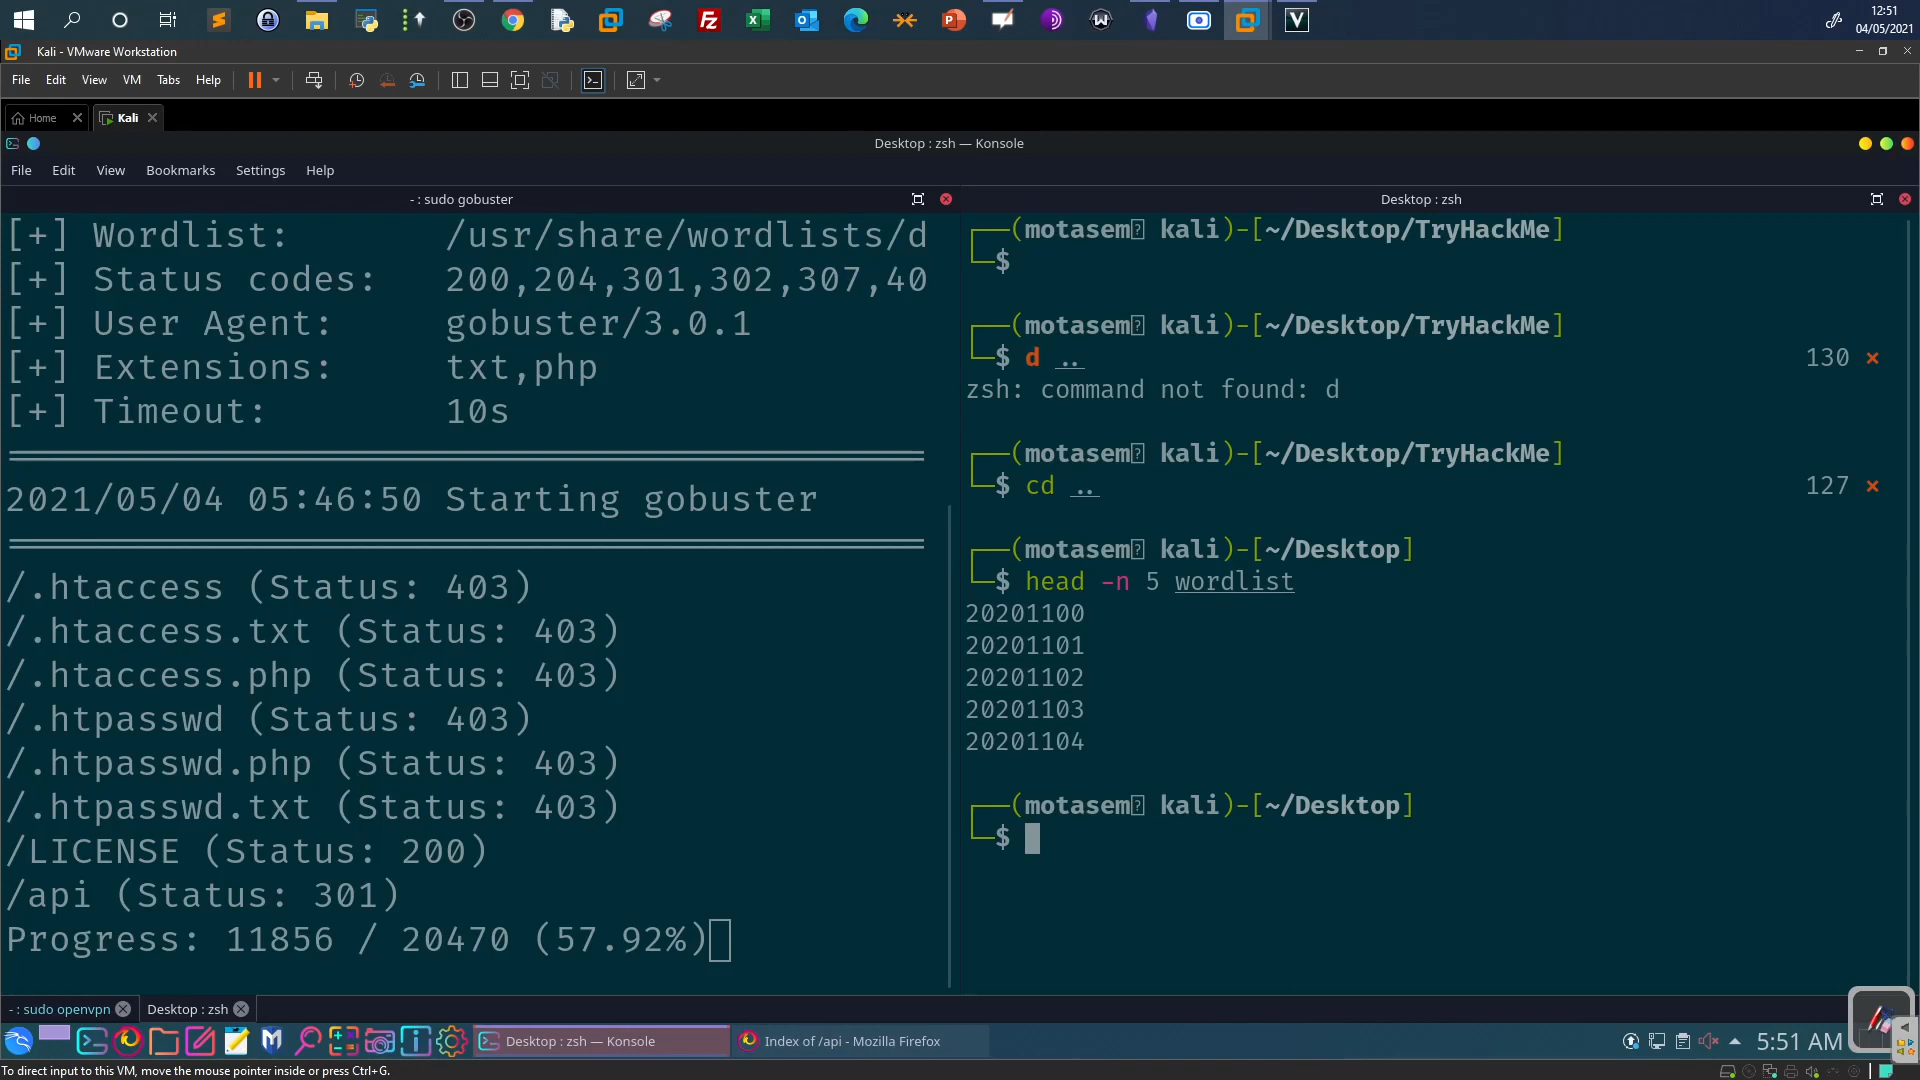 12:51
04/05/2021
Kali - VMware Workstation
File Edit View VM Tabs Help
Home Kali
Desktop : zsh — Konsole
File Edit View Bookmarks Settings Help
- : sudo gobuster
[+] Wordlist: /usr/share/wordlists/d
[+] Status codes: 200,204,301,302,307,40
[+] User Agent: gobuster/3.0.1
[+] Extensions: txt,php
[+] Timeout: 10s
2021/05/04 05:46:50 Starting gobuster
/.htaccess (Status: 403)
/.htaccess.txt (Status: 403)
/.htaccess.php (Status: 403)
/.htpasswd (Status: 403)
/.htpasswd.php (Status: 403)
/.htpasswd.txt (Status: 403)
/LICENSE (Status: 200)
/api (Status: 301)
Progress: 11856 / 20470 (57.92%)
Desktop : zsh
(motasem kali)-[~/Desktop/TryHackMe]
$
(motasem kali)-[~/Desktop/TryHackMe]
$ d .. 130 ×
zsh: command not found: d
(motasem kali)-[~/Desktop/TryHackMe]
$ cd .. 127 ×
(motasem kali)-[~/Desktop]
$ head -n 5 wordlist
20201100
20201101
20201102
20201103
20201104
(motasem kali)-[~/Desktop]
$
- : sudo openvpn Desktop : zsh
Desktop : zsh — Konsole Index of /api - Mozilla Firefox 5:51 AM
To direct input to this VM, move the mouse pointer inside or press Ctrl+G.